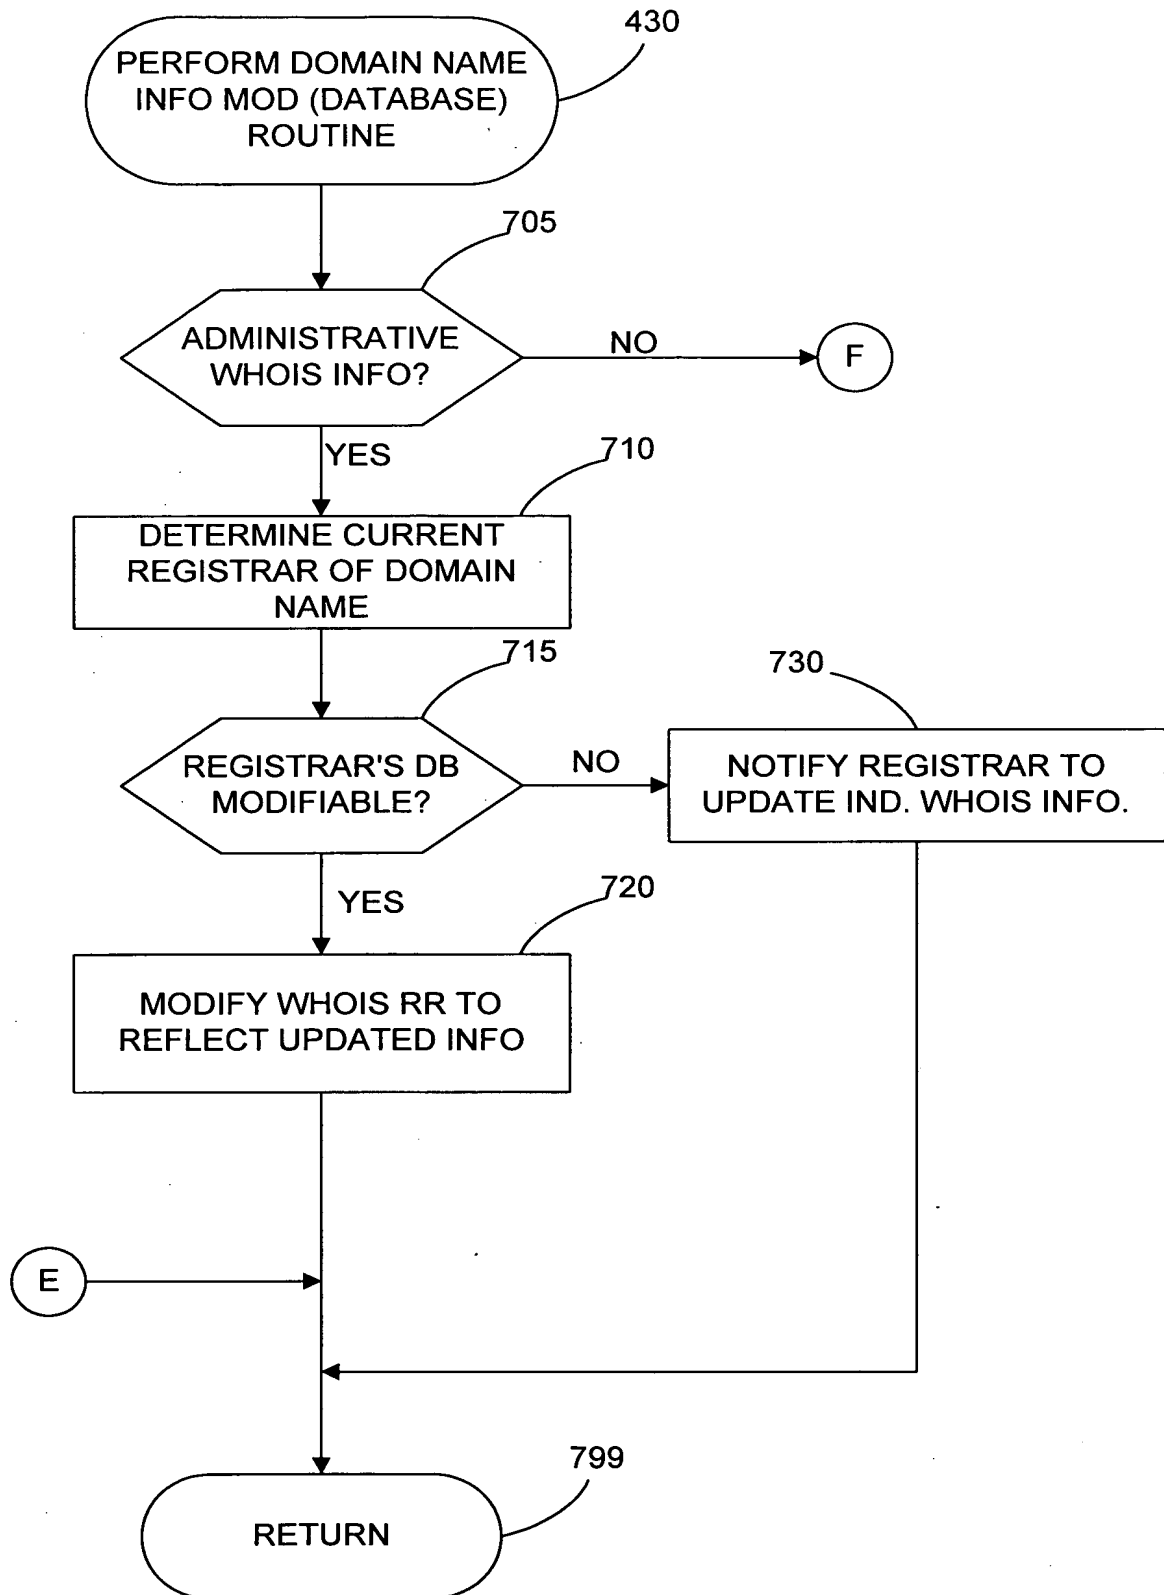 430
PERFORM DOMAIN NAME
INFO MOD (DATABASE)
ROUTINE
705
ADMINISTRATIVE
WHOIS INFO?
NO
F
YES
710
DETERMINE CURRENT
REGISTRAR OF DOMAIN
NAME
715
730
REGISTRAR'S DB
MODIFIABLE?
NO
NOTIFY REGISTRAR TO
UPDATE IND. WHOIS INFO.
YES
720
MODIFY WHOIS RR TO
REFLECT UPDATED INFO
E
799
RETURN